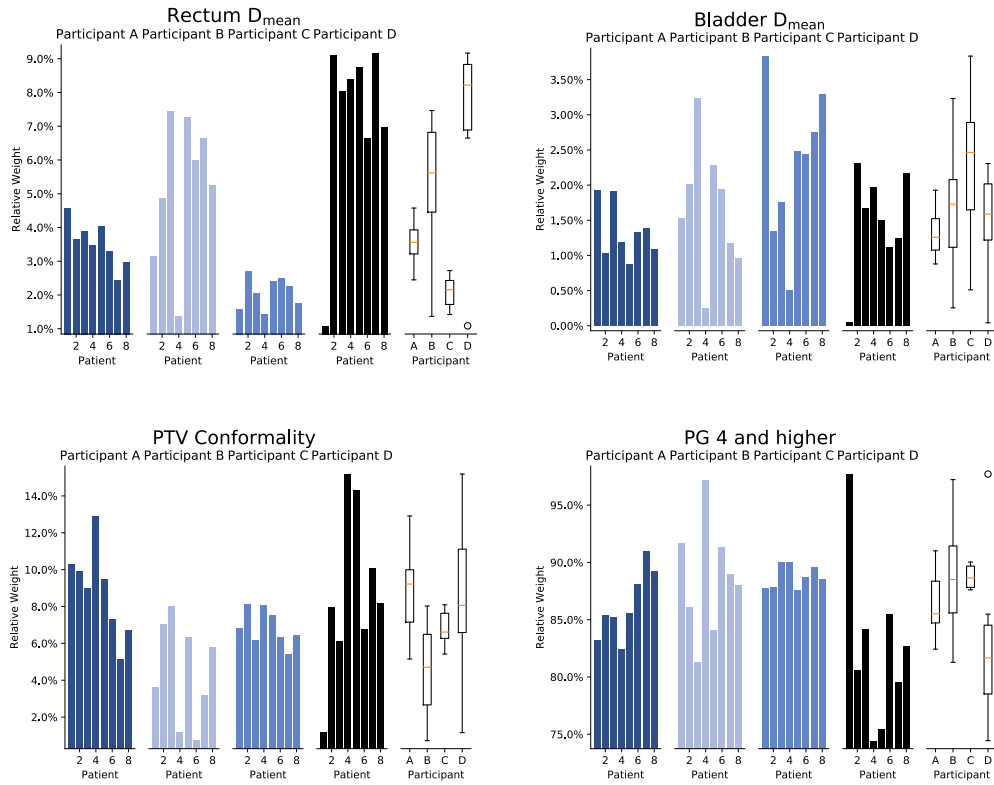 Rectum Dmean
Participant A Participant B Participant C Participant D
9.0%
8.0%
7.0%
6.0%
5.0%
4.0%
3.0%
2.0%
1.0%
Relative Weight
2 4 6 8 2 4 6 8 2 4 6 8 2 4 6 8 A B C D
Patient Patient Patient Patient Participant
Bladder Dmean
Participant A Participant B Participant C Participant D
3.50%
3.00%
2.50%
2.00%
1.50%
1.00%
0.50%
0.00%
Relative Weight
2 4 6 8 2 4 6 8 2 4 6 8 2 4 6 8 A B C D
Patient Patient Patient Patient Participant
PTV Conformality
Participant A Participant B Participant C Participant D
14.0%
12.0%
10.0%
8.0%
6.0%
4.0%
2.0%
Relative Weight
2 4 6 8 2 4 6 8 2 4 6 8 2 4 6 8 A B C D
Patient Patient Patient Patient Participant
PG 4 and higher
Participant A Participant B Participant C Participant D
95.0%
90.0%
85.0%
80.0%
75.0%
Relative Weight
2 4 6 8 2 4 6 8 2 4 6 8 2 4 6 8 A B C D
Patient Patient Patient Patient Participant